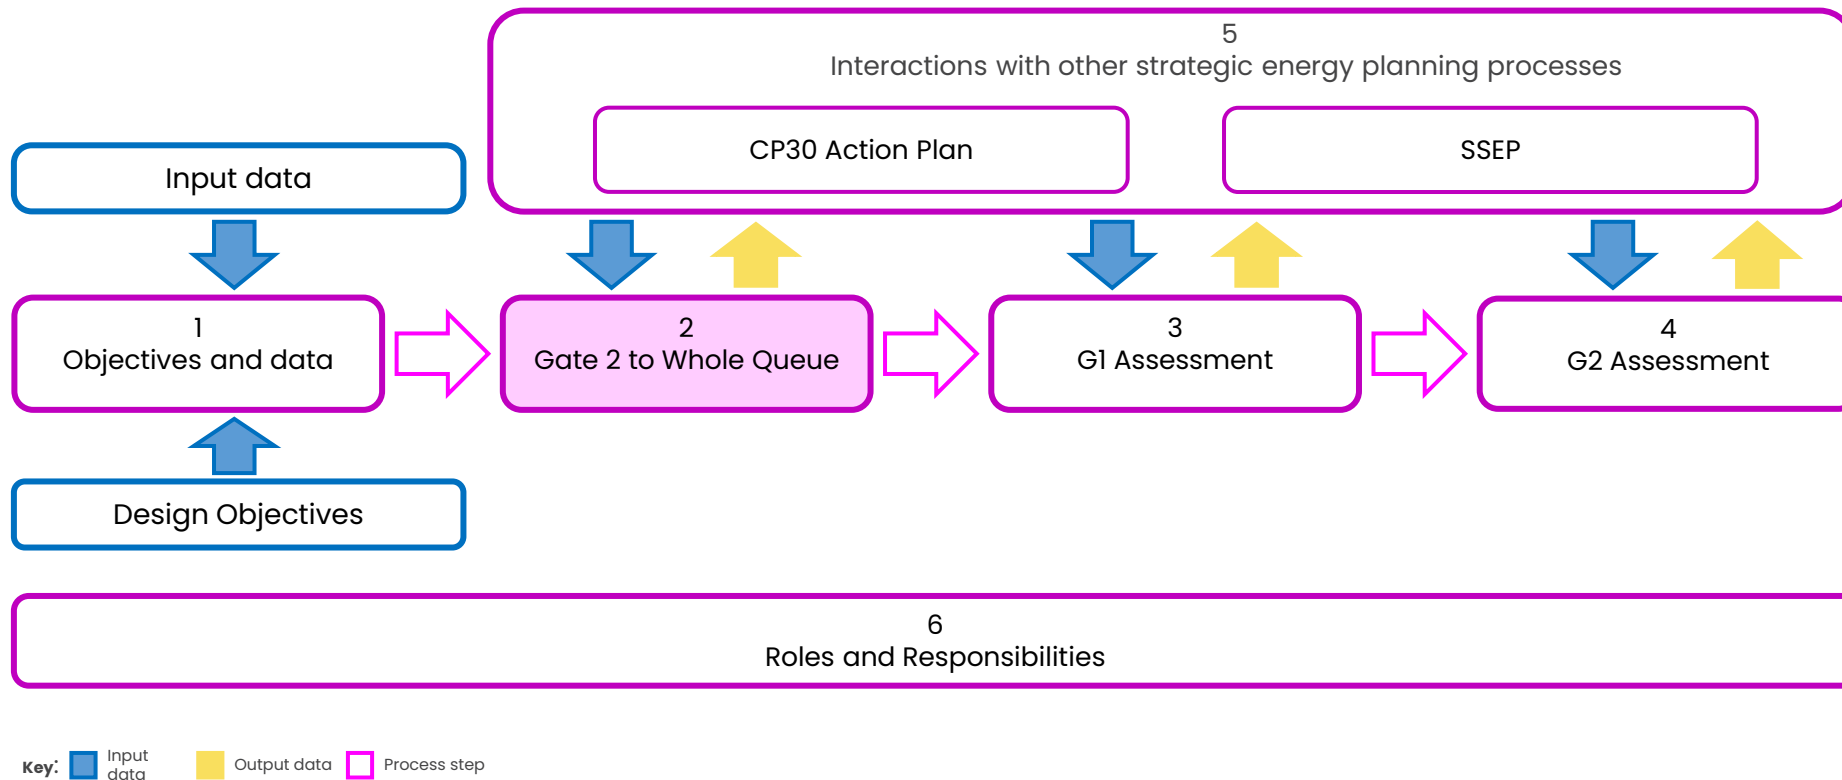 5
Interactions with other strategic energy planning processes
CP30 Action Plan
SSEP
Input data
1
Objectives and data
2
Gate 2 to Whole Queue
3
G1 Assessment
4
G2 Assessment
Design Objectives
6
Roles and Responsibilities
Key:
Input
data
Output data
Process step